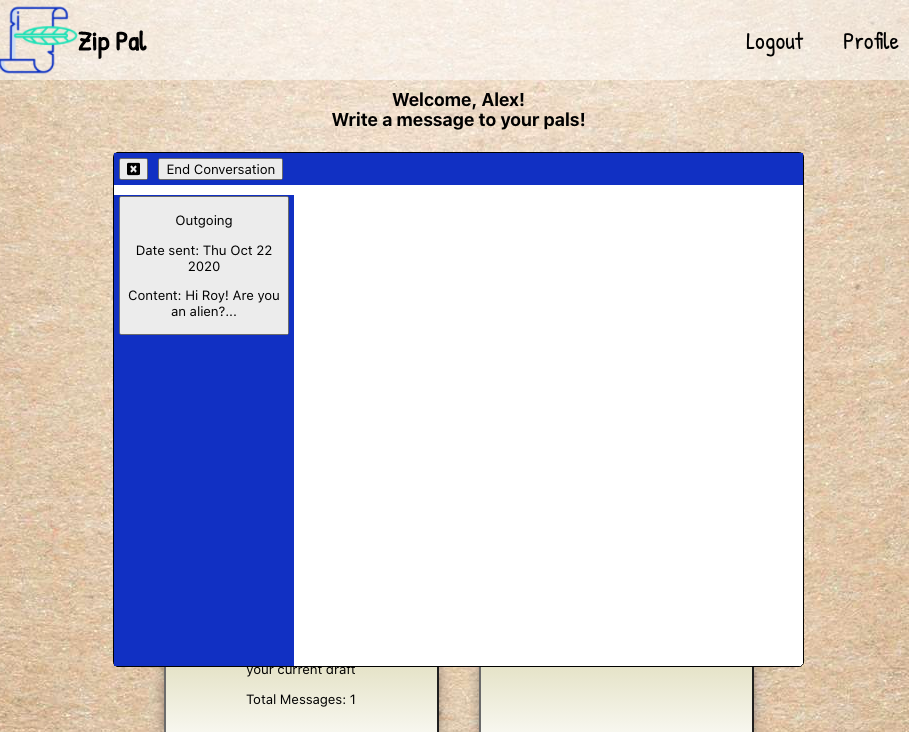 Zip Pal
Logout
Profile
Welcome, Alex!
Write a message to your pals!
End Conversation
Outgoing
Date sent: Thu Oct 22
2020
Content: Hi Roy! Are you
an alien?...
your current draft
Total Messages: 1